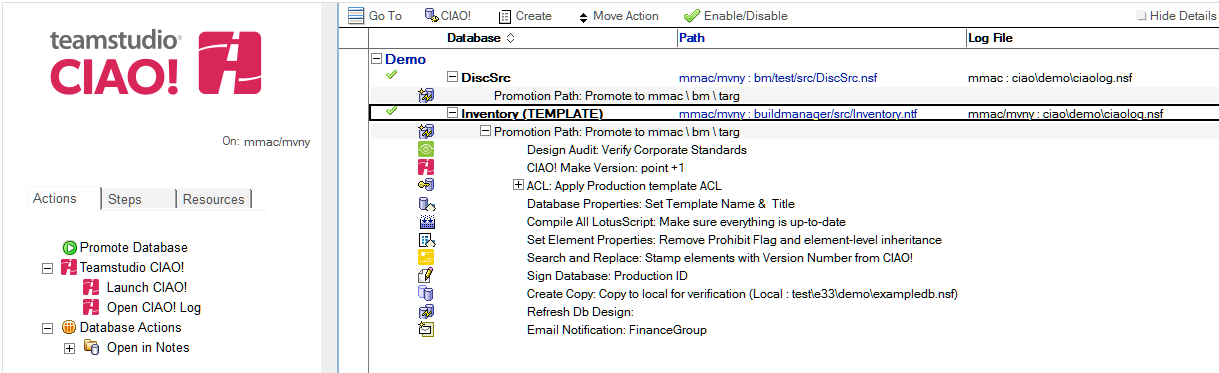 teamstudio®
CIAO!
On: mmac/mvny
Actions Steps Resources
Promote Database
Teamstudio CIAO!
Launch CIAO!
Open CIAO! Log
Database Actions
Open in Notes
Go To CIAO! Create Move Action Enable/Disable Hide Details
Database Path Log File
Demo
DiscSrc mmac/mvny : bm/test/src/DiscSrc.nsf mmac : ciao\demo\ciaolog.nsf
Promotion Path: Promote to mmac \ bm \ targ
Inventory (TEMPLATE) mmac/mvny : buildmanager/src/Inventory.ntf mmac/mvny : ciao\demo\ciaolog.nsf
Promotion Path: Promote to mmac \ bm \ targ
Design Audit: Verify Corporate Standards
CIAO! Make Version: point +1
ACL: Apply Production template ACL
Database Properties: Set Template Name & Title
Compile All LotusScript: Make sure everything is up-to-date
Set Element Properties: Remove Prohibit Flag and element-level inheritance
Search and Replace: Stamp elements with Version Number from CIAO!
Sign Database: Production ID
Create Copy: Copy to local for verification (Local : test\e33\demo\exampledb.nsf)
Refresh Db Design:
Email Notification: FinanceGroup